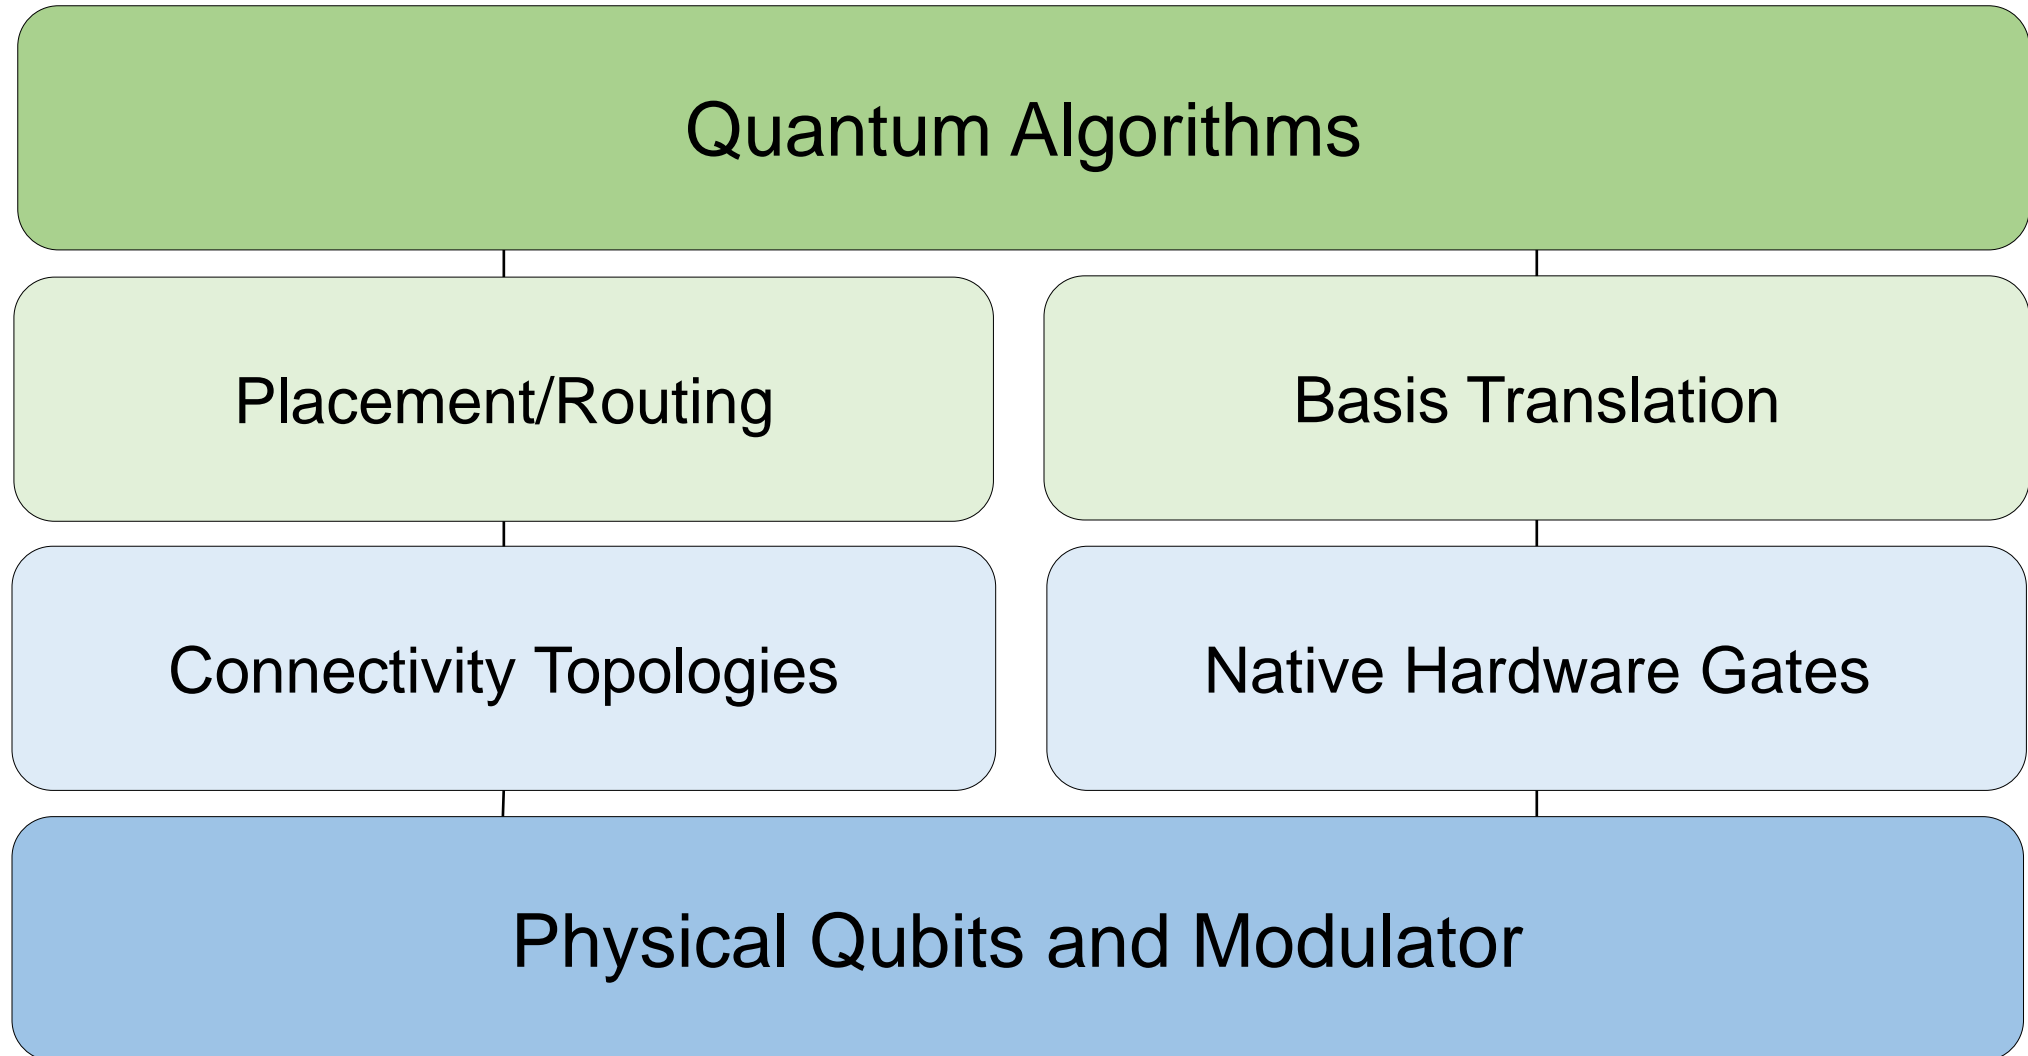 Quantum Algorithms
Placement/Routing
Basis Translation
Connectivity Topologies
Native Hardware Gates
Physical Qubits and Modulator